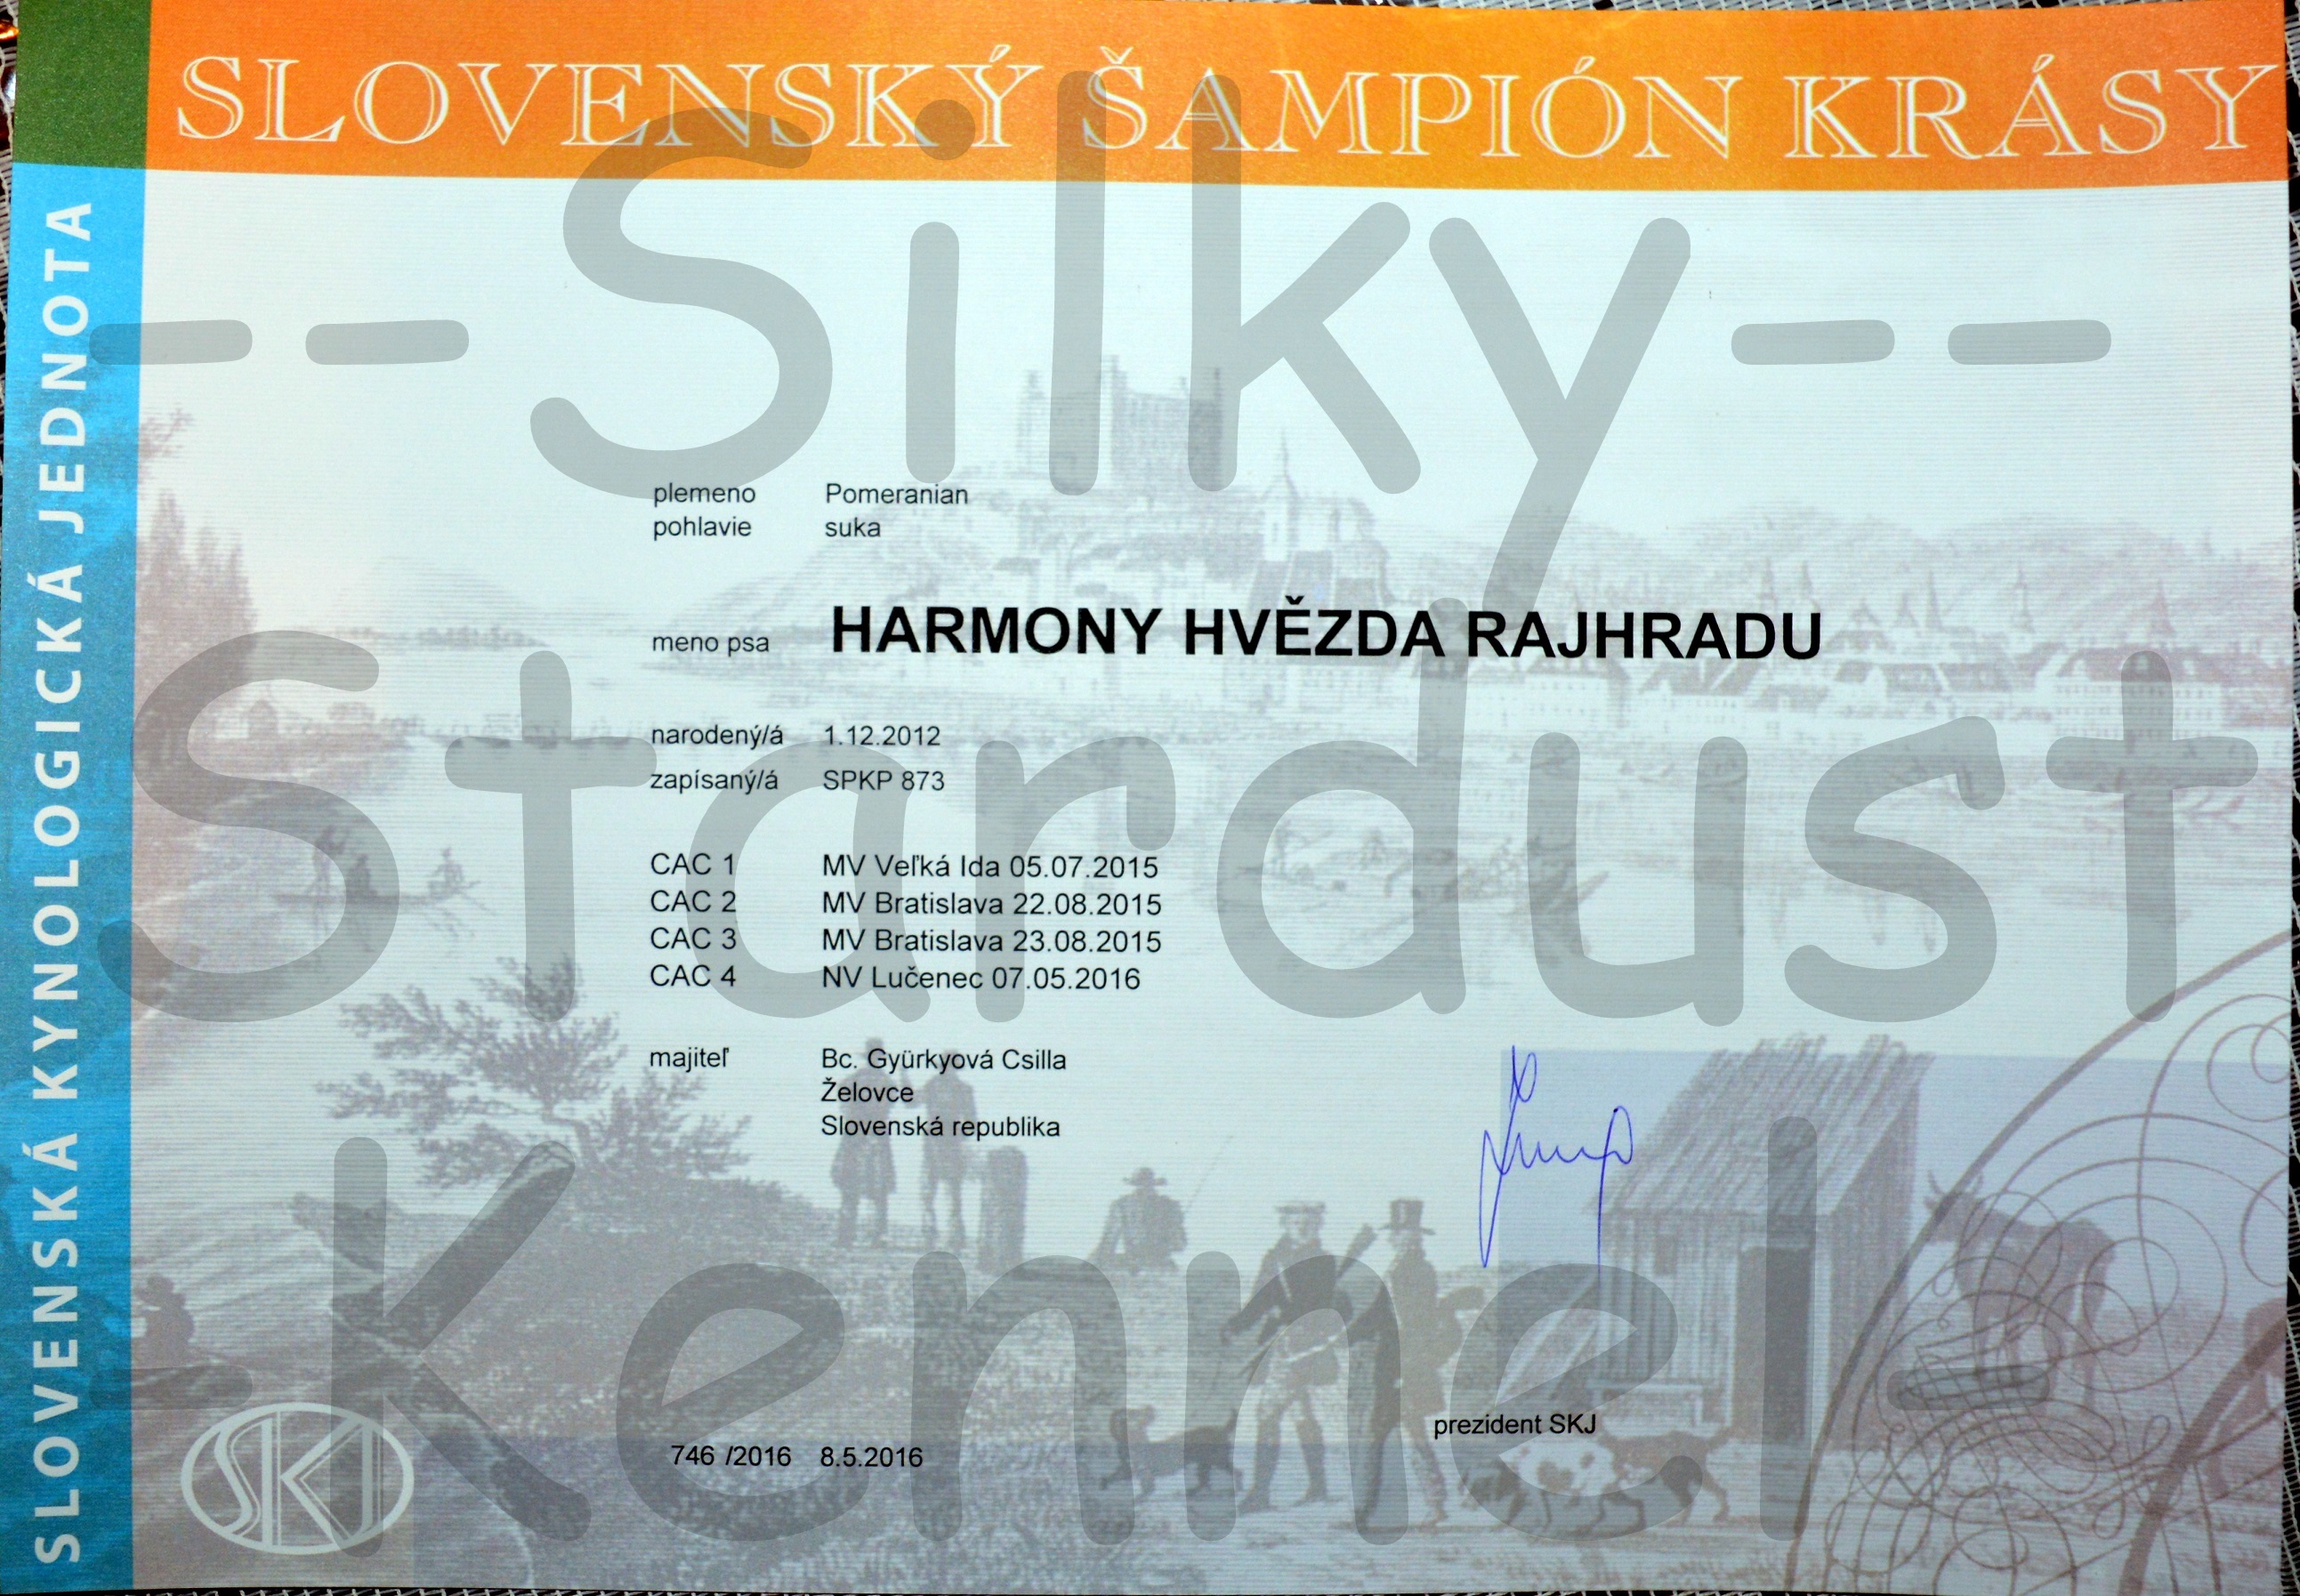 SLOVENSKÝ ŠAMPIÓN KRÁSY
SLOVENSKÁ KYNOLOGICKÁ JEDNOTA
--Silky--
Stardust
-Kennel-
plemeno Pomeranian
pohlavie suka
meno psa HARMONY HVĚZDA RAJHRADU
narodený/á 1.12.2012
zapísaný/á SPKP 873
CAC 1 MV Veľká Ida 05.07.2015
CAC 2 MV Bratislava 22.08.2015
CAC 3 MV Bratislava 23.08.2015
CAC 4 NV Lučenec 07.05.2016
majiteľ Bc. Gyürkyová Csilla
Želovce
Slovenská republika
prezident SKJ
746 /2016 8.5.2016
SKJ